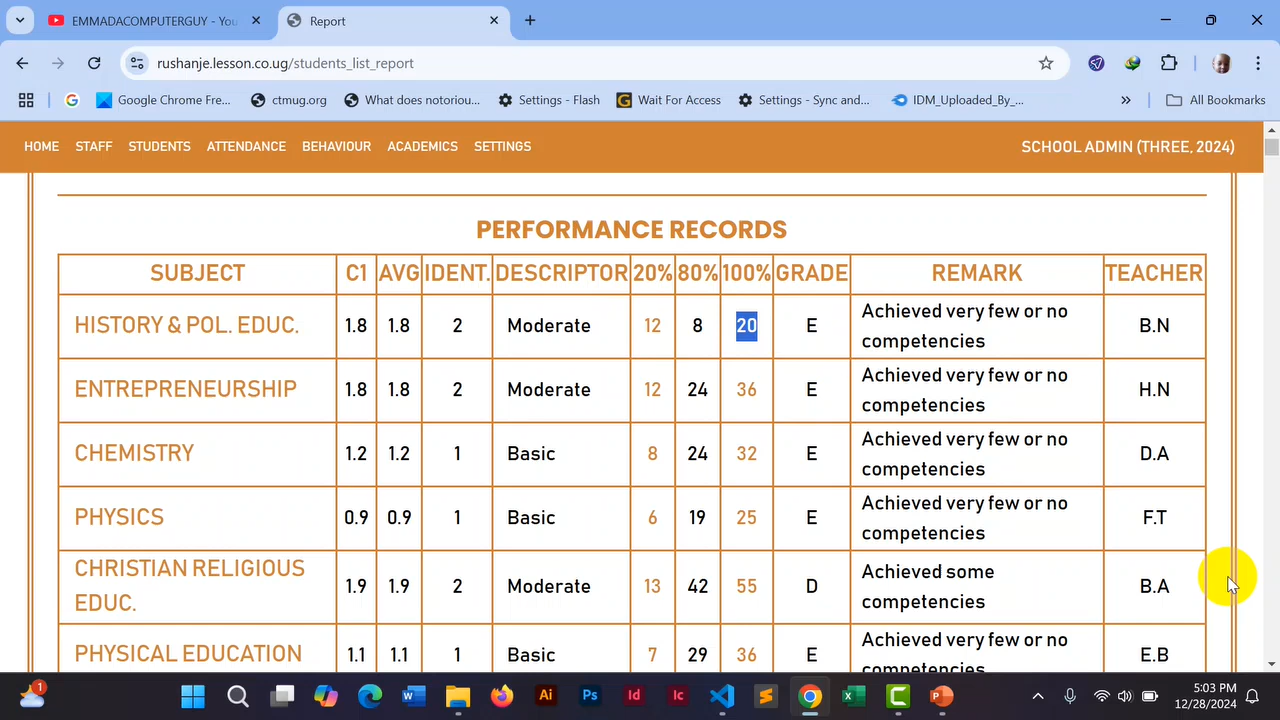 EMMADACOMPUTERGUY - You
Report
rushanje.lesson.co.ug/students_list_report
Google Chrome Fre...
ctmug.org
What does notoriou...
Settings - Flash
Wait For Access
Settings - Sync and...
IDM_Uploaded_By_...
All Bookmarks
HOME STAFF STUDENTS ATTENDANCE BEHAVIOUR ACADEMICS SETTINGS SCHOOL ADMIN (THREE, 2024)
PERFORMANCE RECORDS
SUBJECT C1 AVG IDENT. DESCRIPTOR 20% 80% 100% GRADE REMARK TEACHER
HISTORY & POL. EDUC. 1.8 1.8 2 Moderate 12 8 20 E Achieved very few or no B.N
competencies
ENTREPRENEURSHIP 1.8 1.8 2 Moderate 12 24 36 E Achieved very few or no H.N
competencies
CHEMISTRY 1.2 1.2 1 Basic 8 24 32 E Achieved very few or no D.A
competencies
PHYSICS 0.9 0.9 1 Basic 6 19 25 E Achieved very few or no F.T
competencies
CHRISTIAN RELIGIOUS 1.9 1.9 2 Moderate 13 42 55 D Achieved some B.A
EDUC. competencies
PHYSICAL EDUCATION 1.1 1.1 1 Basic 7 29 36 E Achieved very few or no E.B
competencies
1
Ai Ps Id Ic
5:03 PM
12/28/2024